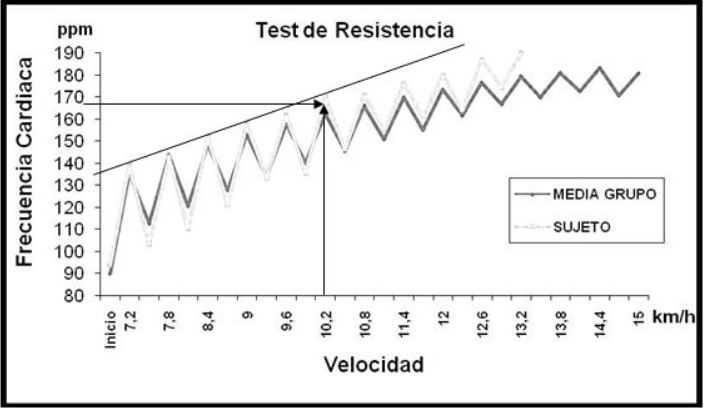 Test de Resistencia
ppm
Frecuencia Cardiaca
190
180
170
160
150
140
130
120
110
100
90
80
MEDIA GRUPO
SUJETO
Inicio 7,2 7,8 8,4 9 9,6 10,2 10,8 11,4 12 12,6 13,2 13,8 14,4 15 km/h
Velocidad